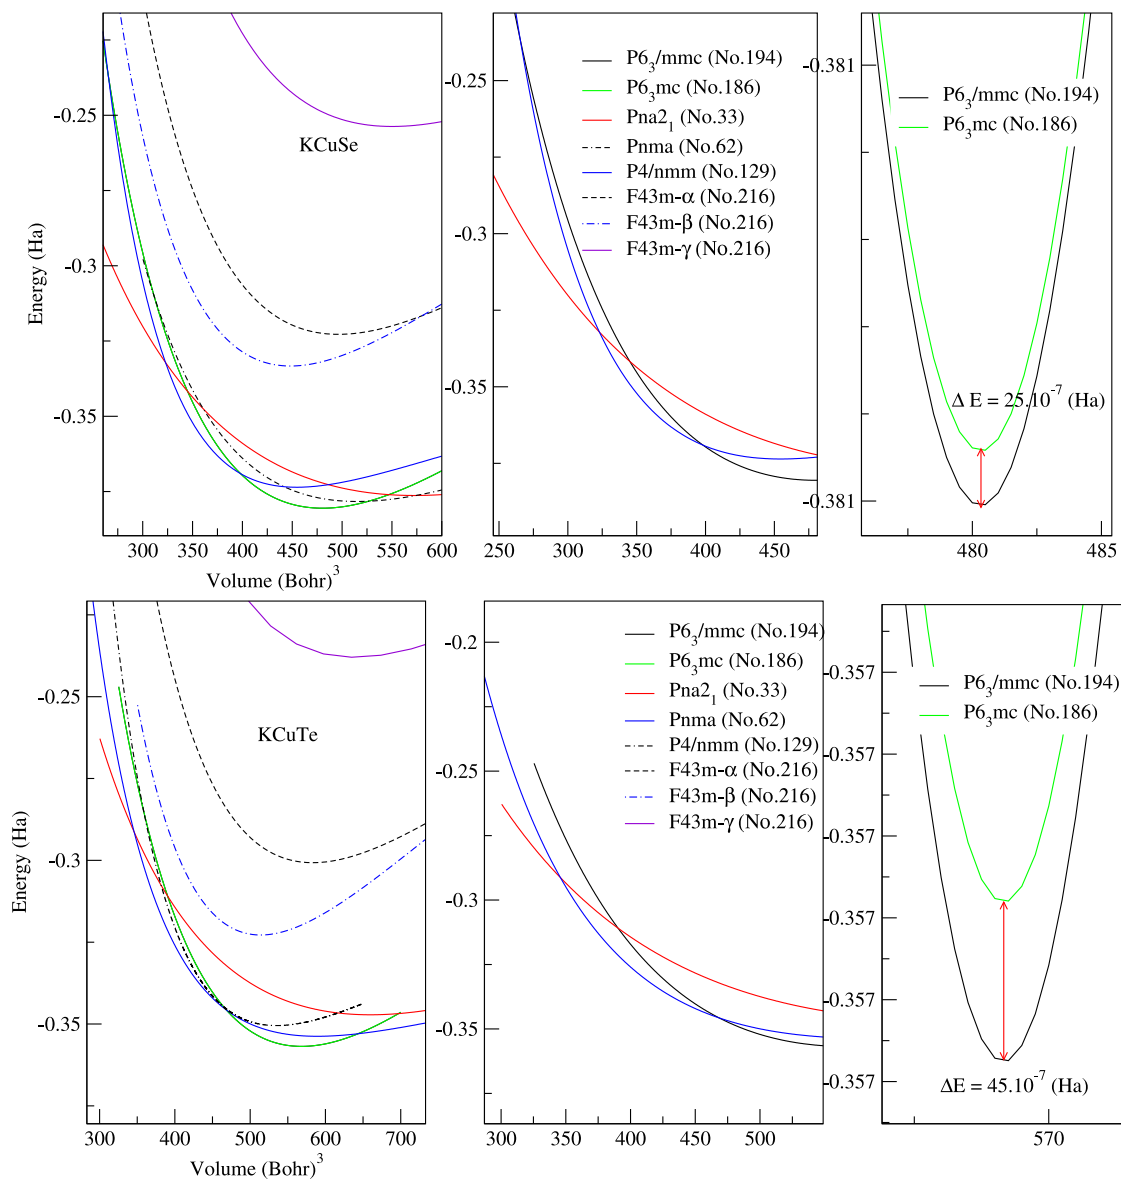 KCuSe
Energy (Ha)
-0.25
-0.3
-0.35
300 350 400 450 500 550 600
Volume (Bohr)³
P6₃/mmc (No.194)
P6₃mc (No.186)
Pna2₁ (No.33)
Pnma (No.62)
P4/nmm (No.129)
F43m-α (No.216)
F43m-β (No.216)
F43m-γ (No.216)
-0.25
-0.3
-0.35
250 300 350 400 450
P6₃/mmc (No.194)
P6₃mc (No.186)
-0.381
Δ E = 25.10⁻⁷ (Ha)
-0.381
480 485
KCuTe
Energy (Ha)
-0.25
-0.3
-0.35
300 400 500 600 700
Volume (Bohr)³
P6₃/mmc (No.194)
P6₃mc (No.186)
Pna2₁ (No.33)
Pnma (No.62)
P4/nmm (No.129)
F43m-α (No.216)
F43m-β (No.216)
F43m-γ (No.216)
-0.2
-0.25
-0.3
-0.35
300 350 400 450 500
-0.357
P6₃/mmc (No.194)
P6₃mc (No.186)
-0.357
-0.357
-0.357
-0.357
-0.357
ΔE = 45.10⁻⁷ (Ha)
570